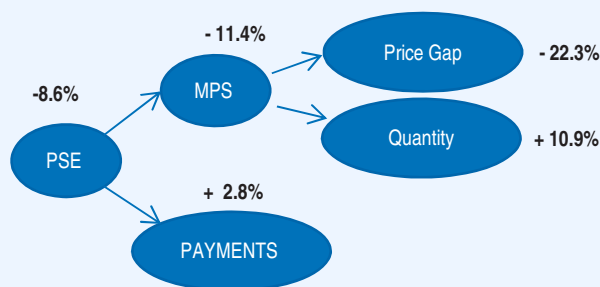 - 11.4%
Price Gap
- 22.3%
-8.6%
MPS
Quantity
+ 10.9%
PSE
+ 2.8%
PAYMENTS